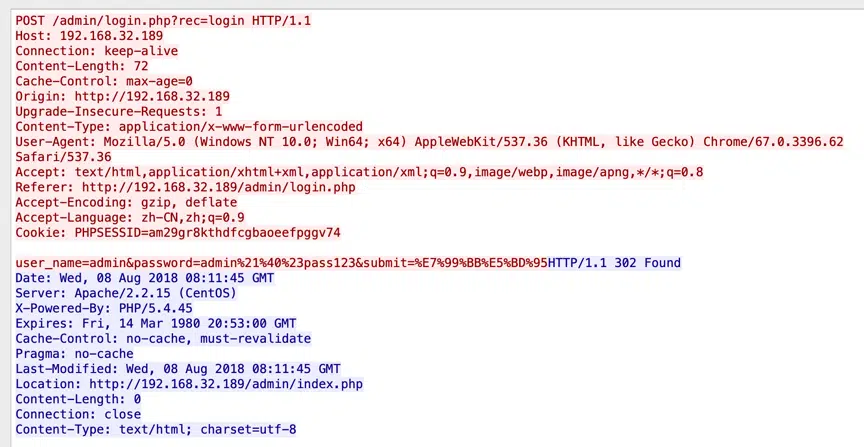 POST /admin/login.php?rec=login HTTP/1.1
Host: 192.168.32.189
Connection: keep-alive
Content-Length: 72
Cache-Control: max-age=0
Origin: http://192.168.32.189
Upgrade-Insecure-Requests: 1
Content-Type: application/x-www-form-urlencoded
User-Agent: Mozilla/5.0 (Windows NT 10.0; Win64; x64) AppleWebKit/537.36 (KHTML, like Gecko) Chrome/67.0.3396.62
Safari/537.36
Accept: text/html,application/xhtml+xml,application/xml;q=0.9,image/webp,image/apng,*/*;q=0.8
Referer: http://192.168.32.189/admin/login.php
Accept-Encoding: gzip, deflate
Accept-Language: zh-CN,zh;q=0.9
Cookie: PHPSESSID=am29gr8kthdfcgbaoeefpggv74
user_name=admin&password=admin%21%40%23pass123&submit=%E7%99%BB%E5%BD%95HTTP/1.1 302 Found
Date: Wed, 08 Aug 2018 08:11:45 GMT
Server: Apache/2.2.15 (CentOS)
X-Powered-By: PHP/5.4.45
Expires: Fri, 14 Mar 1980 20:53:00 GMT
Cache-Control: no-cache, must-revalidate
Pragma: no-cache
Last-Modified: Wed, 08 Aug 2018 08:11:45 GMT
Location: http://192.168.32.189/admin/index.php
Content-Length: 0
Connection: close
Content-Type: text/html; charset=utf-8